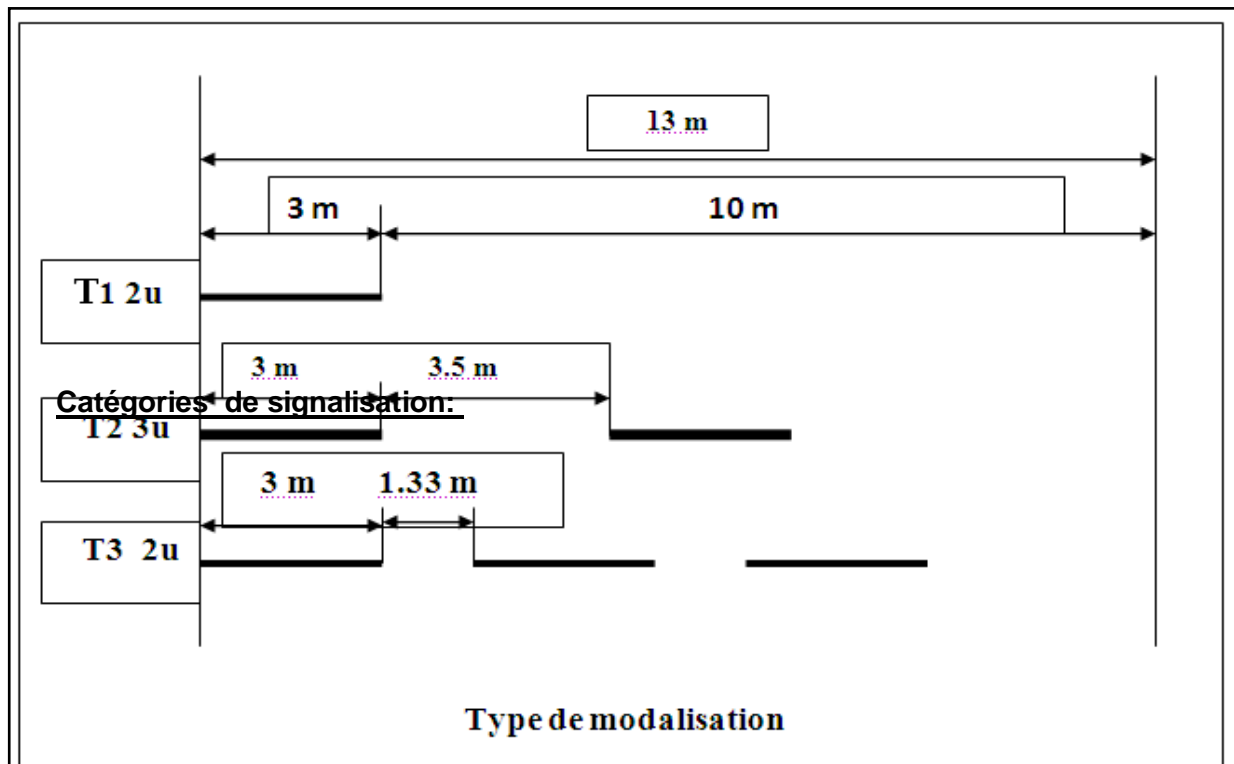 13 m
3 m 10 m
T1 2u
3 m 3.5 m
Catégories de signalisation:
T2 3u
3 m 1.33 m
T3 2u
Type de modalisation